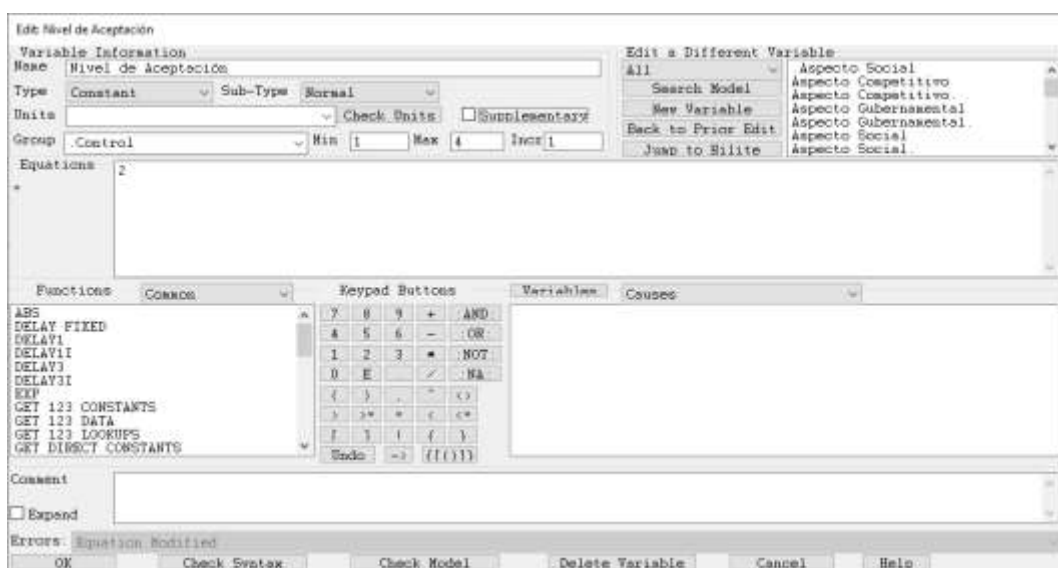 Edit: Nivel de Aceptación
Variable Information
Edit a Different Variable
Name Nivel de Aceptación
Type Constant Sub-Type Normal
Units Check Units Supplementary
Group .Control Min 1 Max 4 Incr 1
All
Search Model
New Variable
Back to Prior Edit
Jump to Hilite
Aspecto Social
Aspecto Competitivo
Aspecto Competitivo.
Aspecto Gubernamental
Aspecto Gubernamental.
Aspecto Social
Aspecto Social.
Equations 2
=
Functions Common
Keypad Buttons
Variables Causes
ABS
DELAY FIXED
DELAY1
DELAY1I
DELAY3
DELAY3I
EXP
GET 123 CONSTANTS
GET 123 DATA
GET 123 LOOKUPS
GET DIRECT CONSTANTS
7 8 9 + :AND:
4 5 6 - :OR:
1 2 3 * :NOT:
0 E . / :NA:
( ) , ^ <>
> >= = < <=
[ ] ! { }
Undo -> {[()]}
Comment
Expand
Errors: Equation Modified
OK Check Syntax Check Model Delete Variable Cancel Help